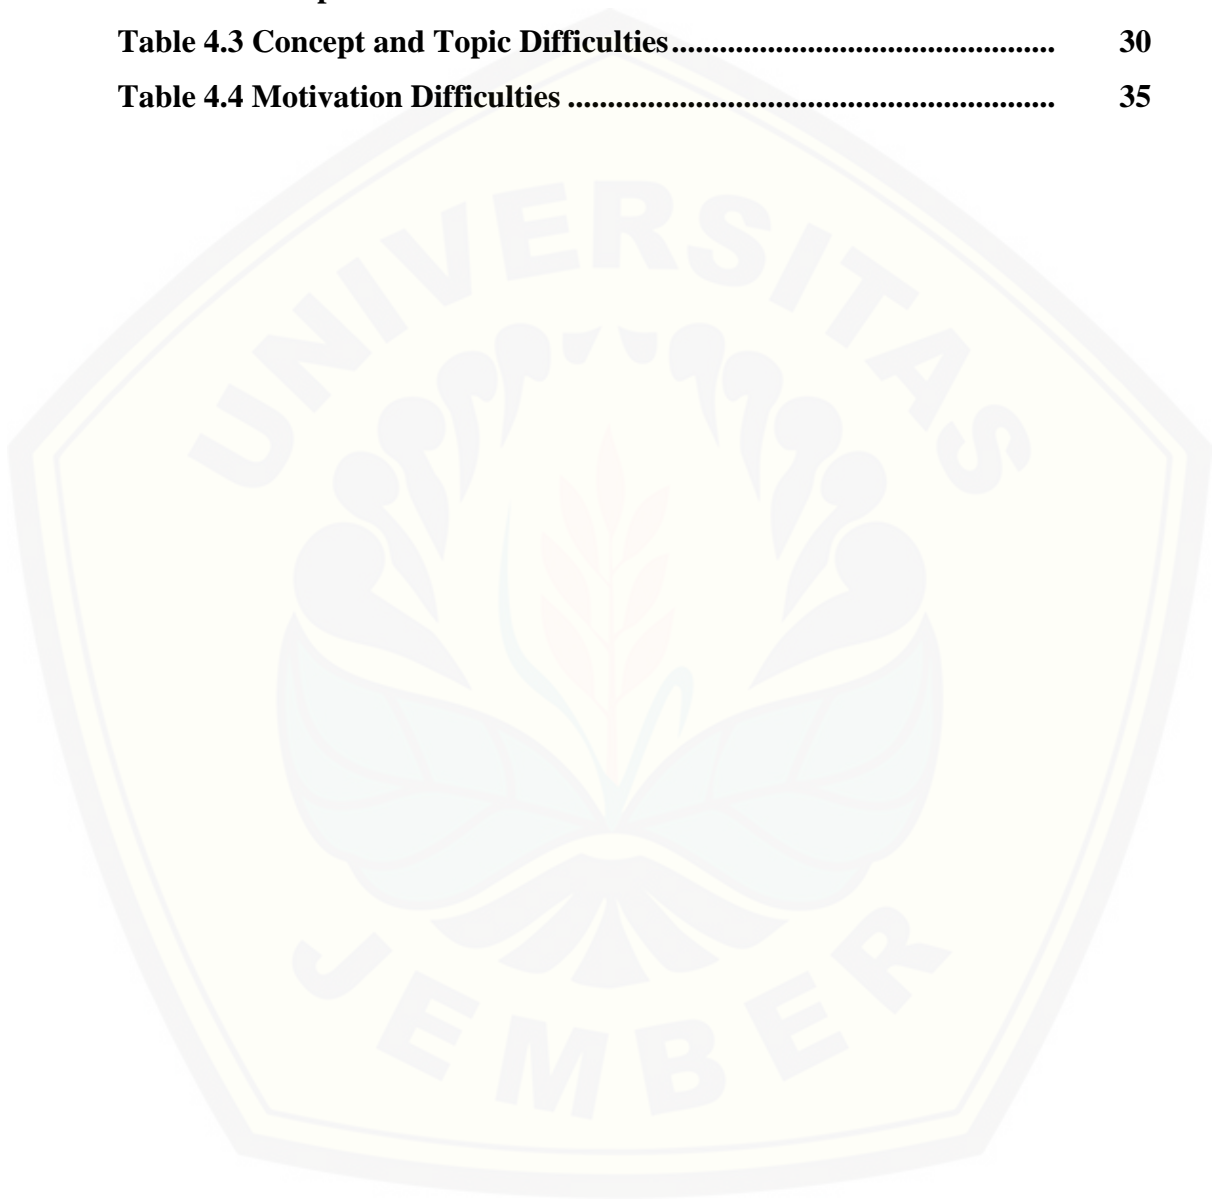 Table 4.3 Concept and Topic Difficulties................................................ 30
Table 4.4 Motivation Difficulties ............................................................. 35
UNIVERSITAS
JEMBER